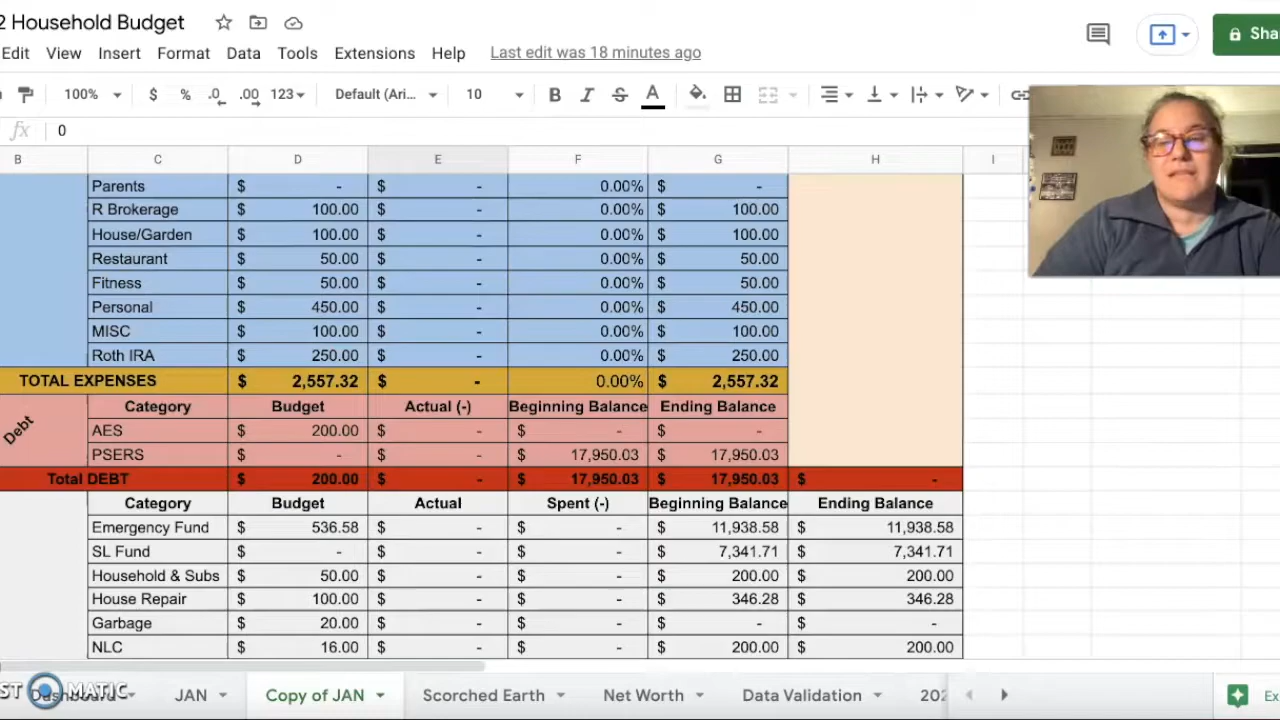 2 Household Budget
Edit View Insert Format Data Tools Extensions Help Last edit was 18 minutes ago
Sha
100% $ % .0 .00 123 Default (Ari... 10 B I S A
fx 0
B C D E F G H I
Parents $ - $ - 0.00% $ -
R Brokerage $ 100.00 $ - 0.00% $ 100.00
House/Garden $ 100.00 $ - 0.00% $ 100.00
Restaurant $ 50.00 $ - 0.00% $ 50.00
Fitness $ 50.00 $ - 0.00% $ 50.00
Personal $ 450.00 $ - 0.00% $ 450.00
MISC $ 100.00 $ - 0.00% $ 100.00
Roth IRA $ 250.00 $ - 0.00% $ 250.00
TOTAL EXPENSES $ 2,557.32 $ - 0.00% $ 2,557.32
Debt Category Budget Actual (-) Beginning Balance Ending Balance
AES $ 200.00 $ - $ - $ -
PSERS $ - $ - $ 17,950.03 $ 17,950.03
Total DEBT $ 200.00 $ - $ 17,950.03 $ 17,950.03 $ -
Category Budget Actual Spent (-) Beginning Balance Ending Balance
Emergency Fund $ 536.58 $ - $ - $ 11,938.58 $ 11,938.58
SL Fund $ - $ - $ - $ 7,341.71 $ 7,341.71
Household & Subs $ 50.00 $ - $ - $ 200.00 $ 200.00
House Repair $ 100.00 $ - $ - $ 346.28 $ 346.28
Garbage $ 20.00 $ - $ - $ - $ -
NLC $ 16.00 $ - $ - $ 200.00 $ 200.00
Dashboard JAN Copy of JAN Scorched Earth Net Worth Data Validation 202 Ex
ST MATIC